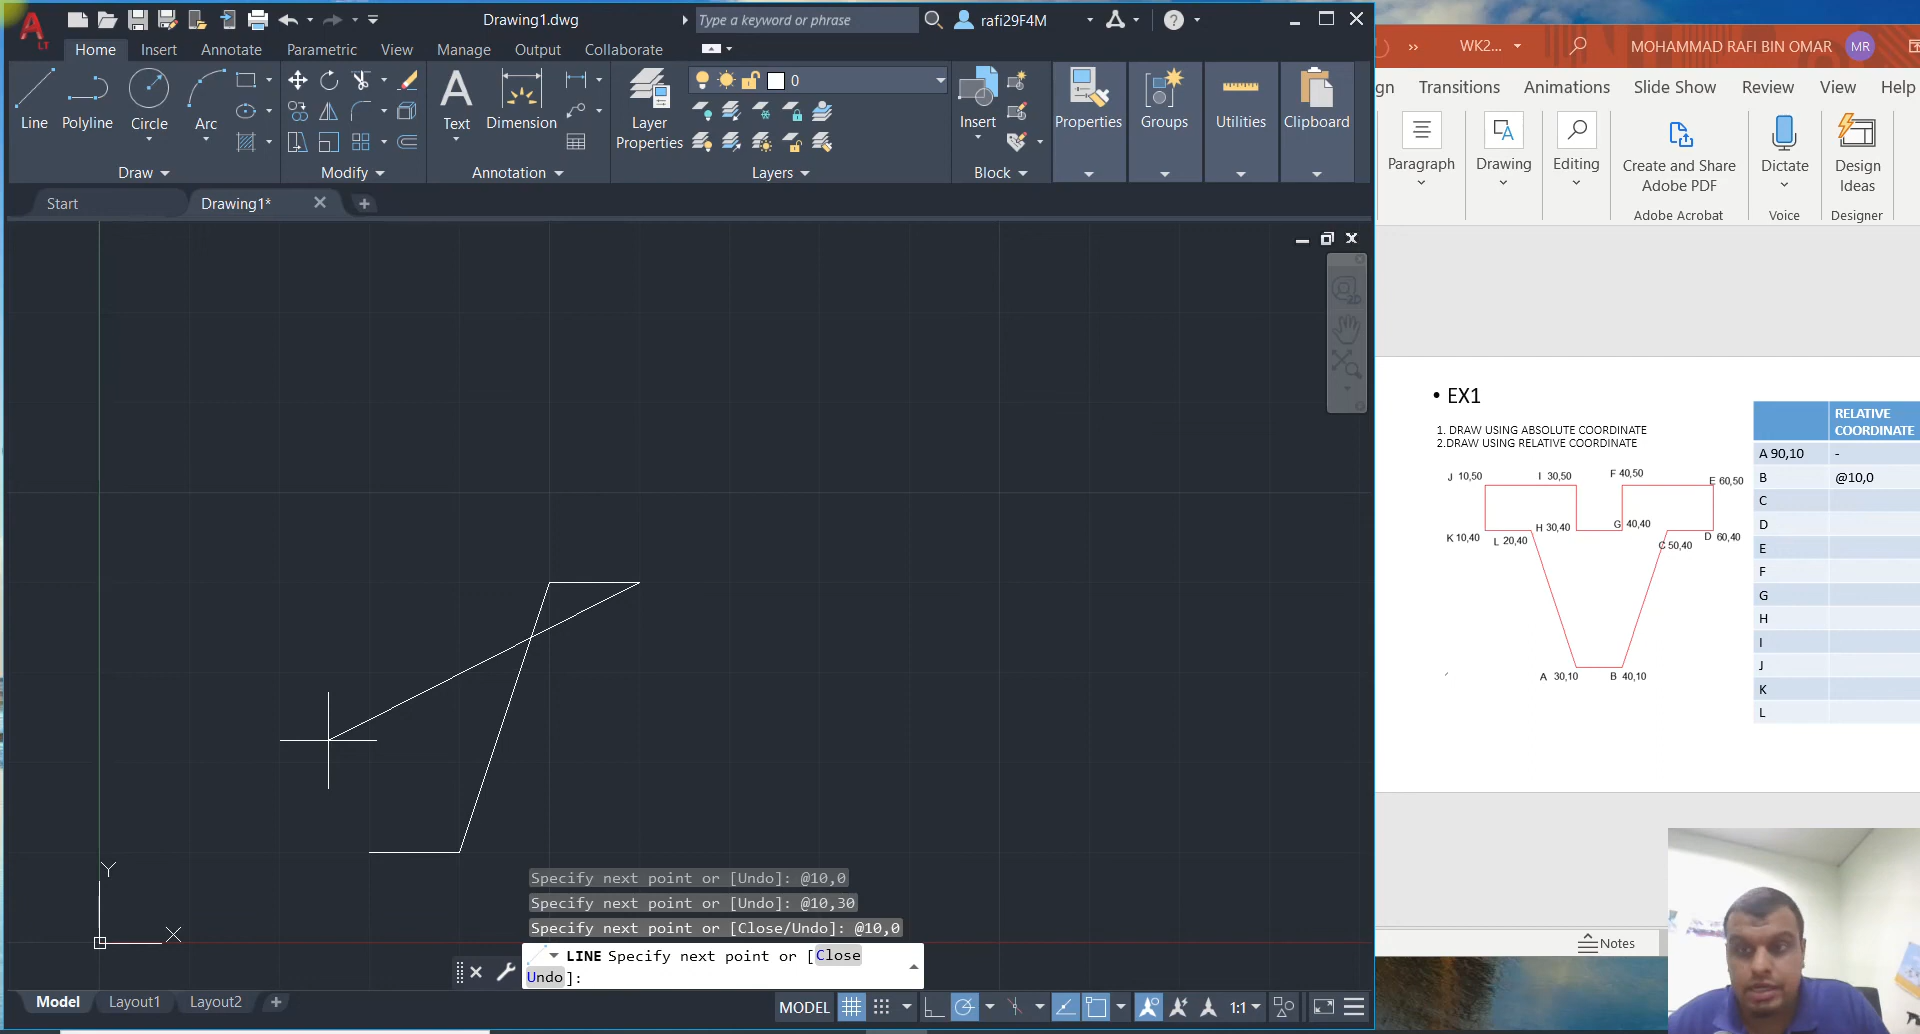 LT
Drawing1.dwg
Type a keyword or phrase
rafi29F4M
Home Insert Annotate Parametric View Manage Output Collaborate
Line Polyline Circle Arc
Text Dimension
Layer
Properties
0
Insert
Properties Groups Utilities Clipboard
Draw Modify Annotation Layers Block
Start Drawing1*
2D
Y
X
Specify next point or [Undo]: @10,0
Specify next point or [Undo]: @10,30
Specify next point or [Close/Undo]: @10,0
LINE Specify next point or [Close
Undo]:
Model Layout1 Layout2
MODEL 1:1
WK2... MOHAMMAD RAFI BIN OMAR MR
gn Transitions Animations Slide Show Review View Help
Paragraph Drawing Editing
Create and Share
Adobe PDF
Dictate
Design
Ideas
Adobe Acrobat Voice Designer
• EX1
1. DRAW USING ABSOLUTE COORDINATE
2.DRAW USING RELATIVE COORDINATE
J 10,50 I 30,50 F 40,50 E 60,50
K 10,40 L 20,40 H 30,40 G 40,40 C 50,40 D 60,40
A 30,10 B 40,10
RELATIVE
COORDINATE
A 90,10 -
B @10,0
C
D
E
F
G
H
I
J
K
L
Notes